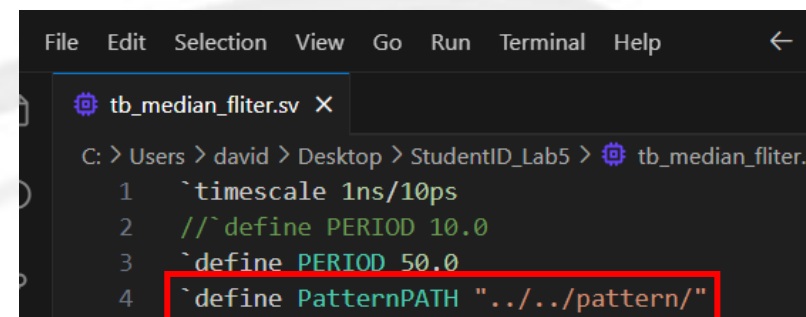 File Edit Selection View Go Run Terminal Help ←
tb_median_fliter.sv ×
C: > Users > david > Desktop > StudentID_Lab5 > tb_median_fliter.
1 `timescale 1ns/10ps
2 //`define PERIOD 10.0
3 `define PERIOD 50.0
4 `define PatternPATH "../../pattern/"